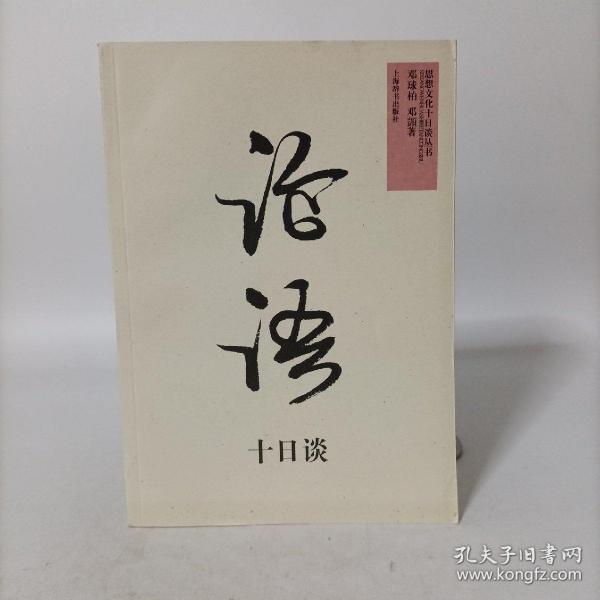 思想文化十日谈丛书
邓球柏 邓颕著
上海辞书出版社
论语
十日谈
孔夫子旧书网
www.kongfz.com